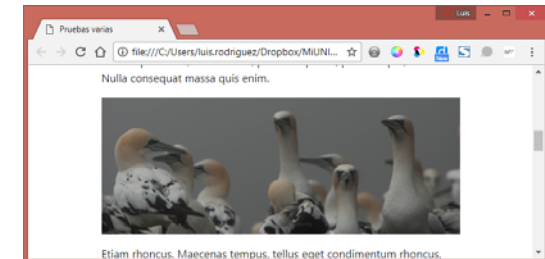 Luis
Pruebas varias
file:///C:/Users/luis.rodriguez/Dropbox/MiUNI...
New
Nulla consequat massa quis enim.
Etiam rhoncus. Maecenas tempus, tellus eget condimentum rhoncus,